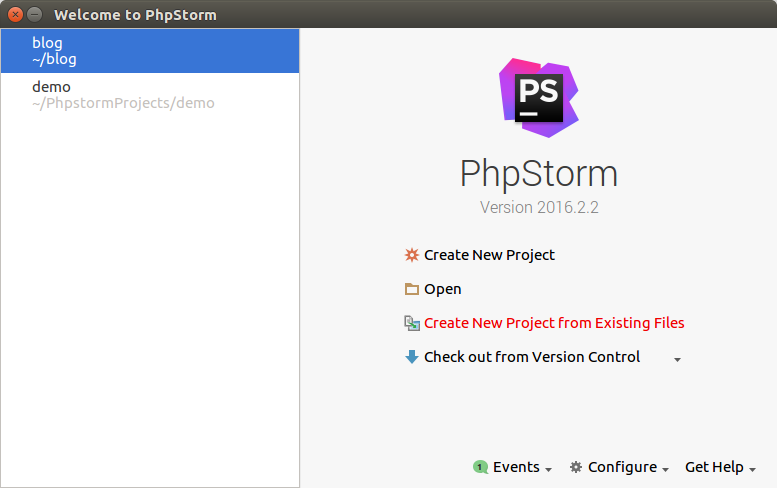 Welcome to PhpStorm
blog
~/blog
demo
~/PhpstormProjects/demo
PS
PhpStorm
Version 2016.2.2
Create New Project
Open
Create New Project from Existing Files
Check out from Version Control
1 Events
Configure
Get Help